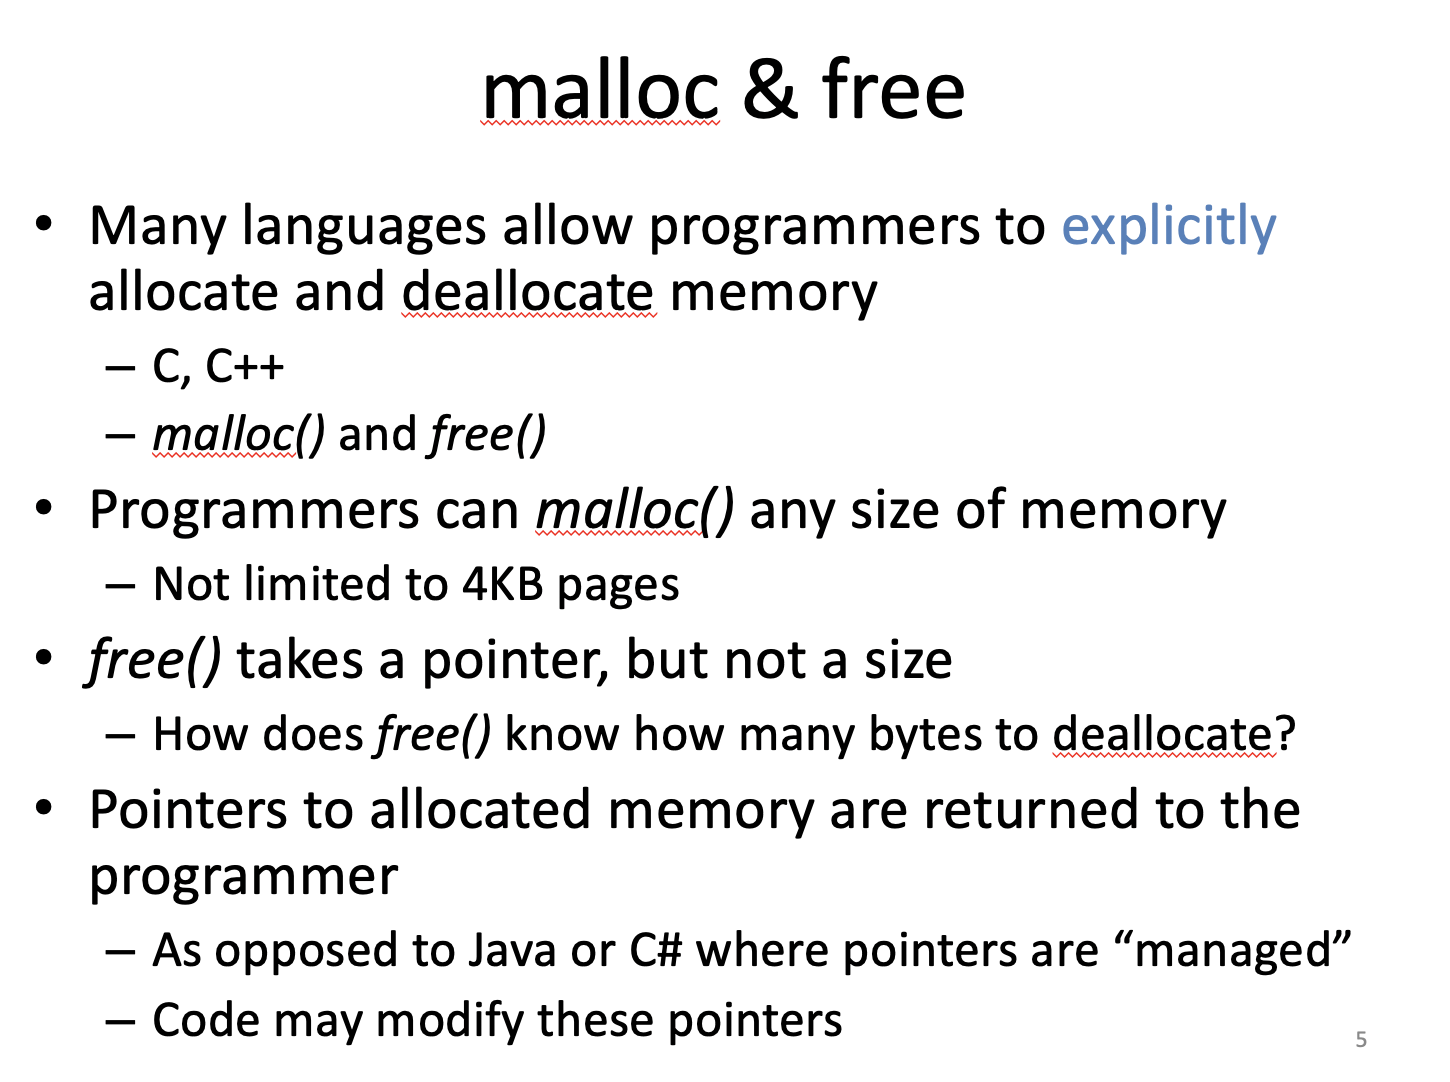 malloc & free
• Many languages allow programmers to explicitly
allocate and deallocate memory
– C, C++
– malloc() and free()
• Programmers can malloc() any size of memory
– Not limited to 4KB pages
• free() takes a pointer, but not a size
– How does free() know how many bytes to deallocate?
• Pointers to allocated memory are returned to the
programmer
– As opposed to Java or C# where pointers are “managed”
– Code may modify these pointers
5